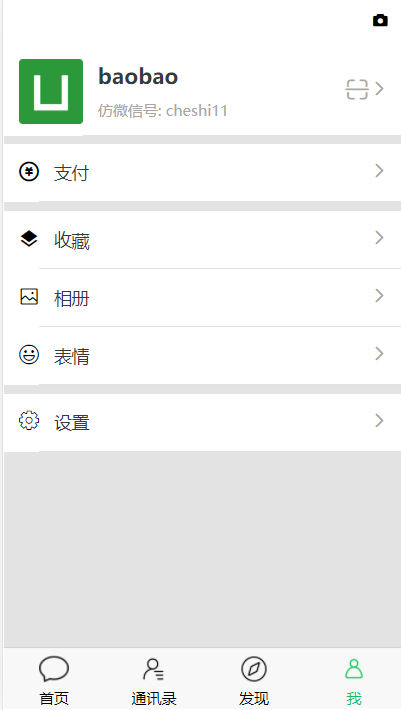 baobao
仿微信号: cheshi11
支付
收藏
相册
表情
设置
首页
通讯录
发现
我